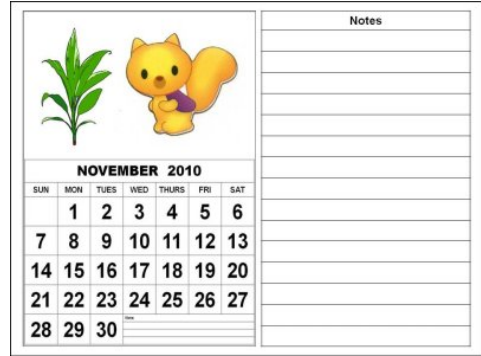 Notes
NOVEMBER 2010
SUN MON TUES WED THURS FRI SAT
1 2 3 4 5 6
7 8 9 10 11 12 13
14 15 16 17 18 19 20
21 22 23 24 25 26 27
28 29 30